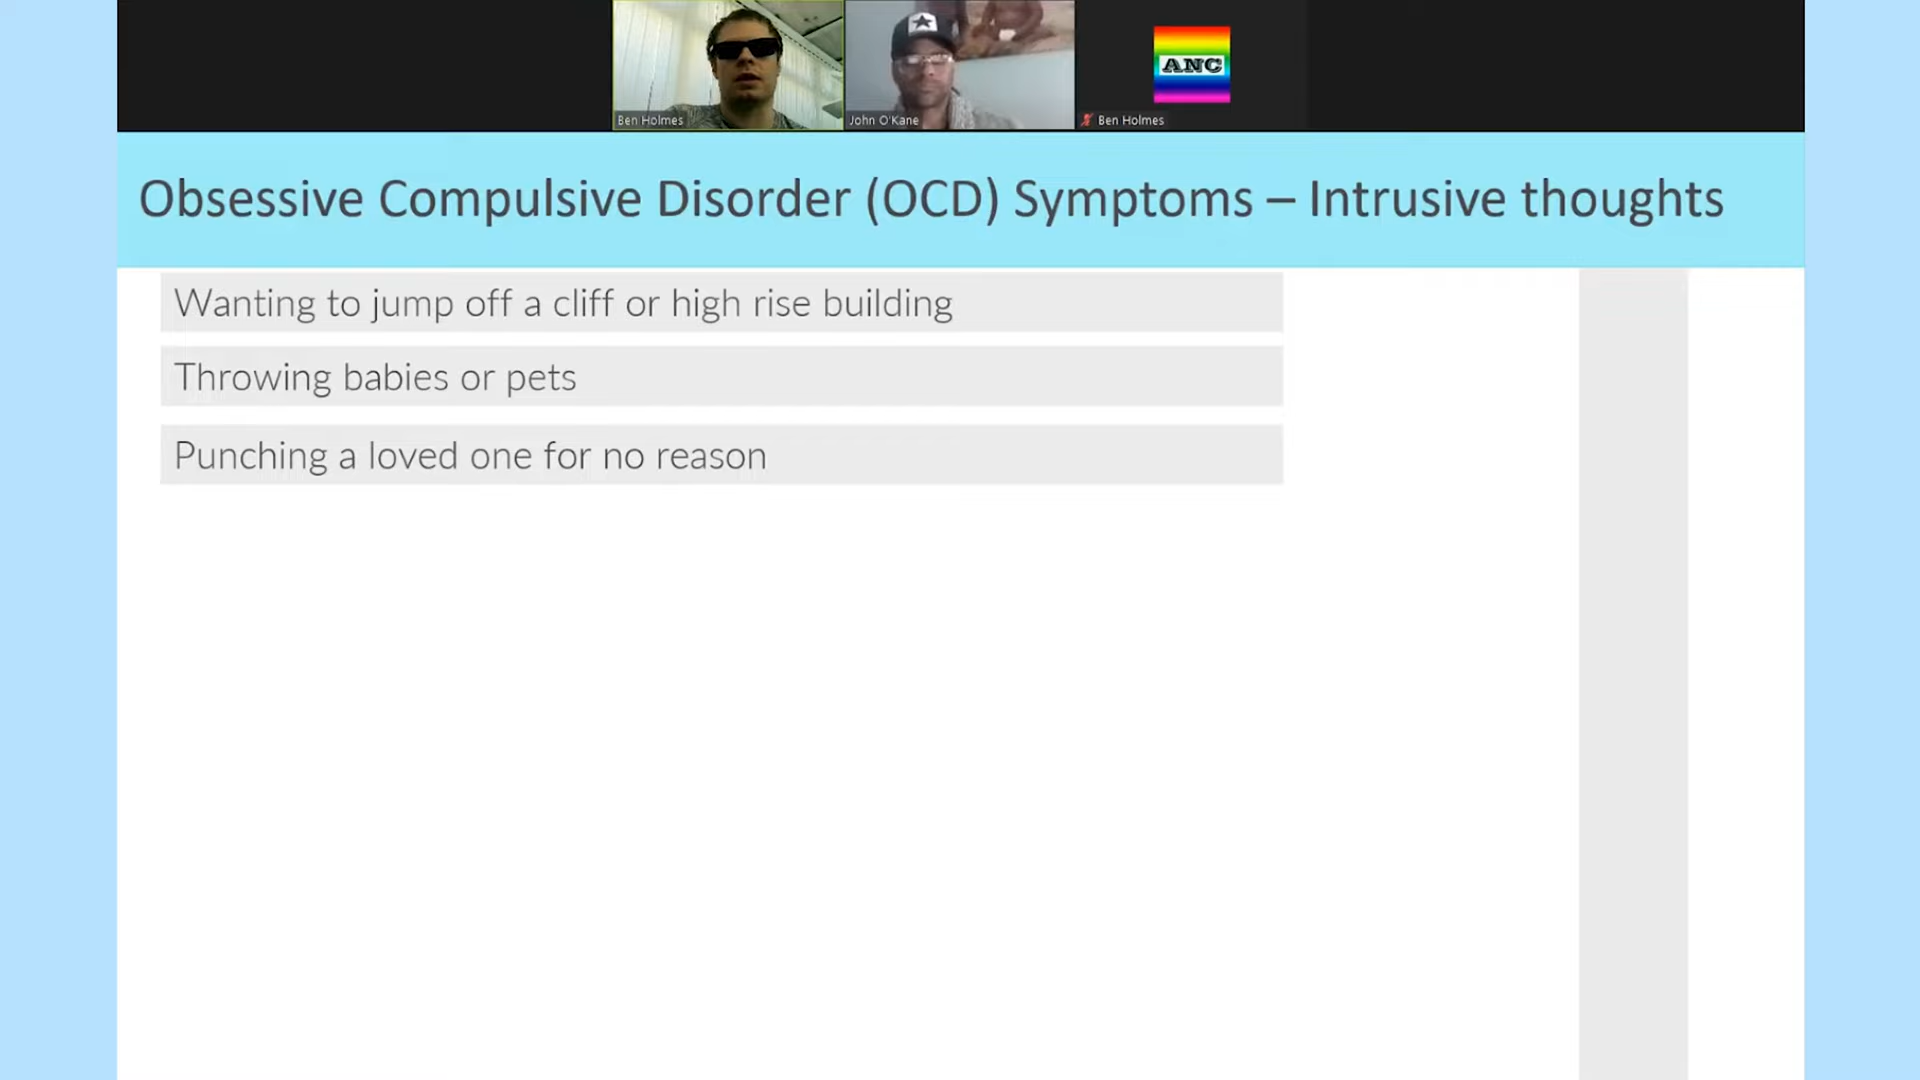 ANC
Ben Holmes
John O'Kane
Ben Holmes
Obsessive Compulsive Disorder (OCD) Symptoms – Intrusive thoughts
Wanting to jump off a cliff or high rise building
Throwing babies or pets
Punching a loved one for no reason